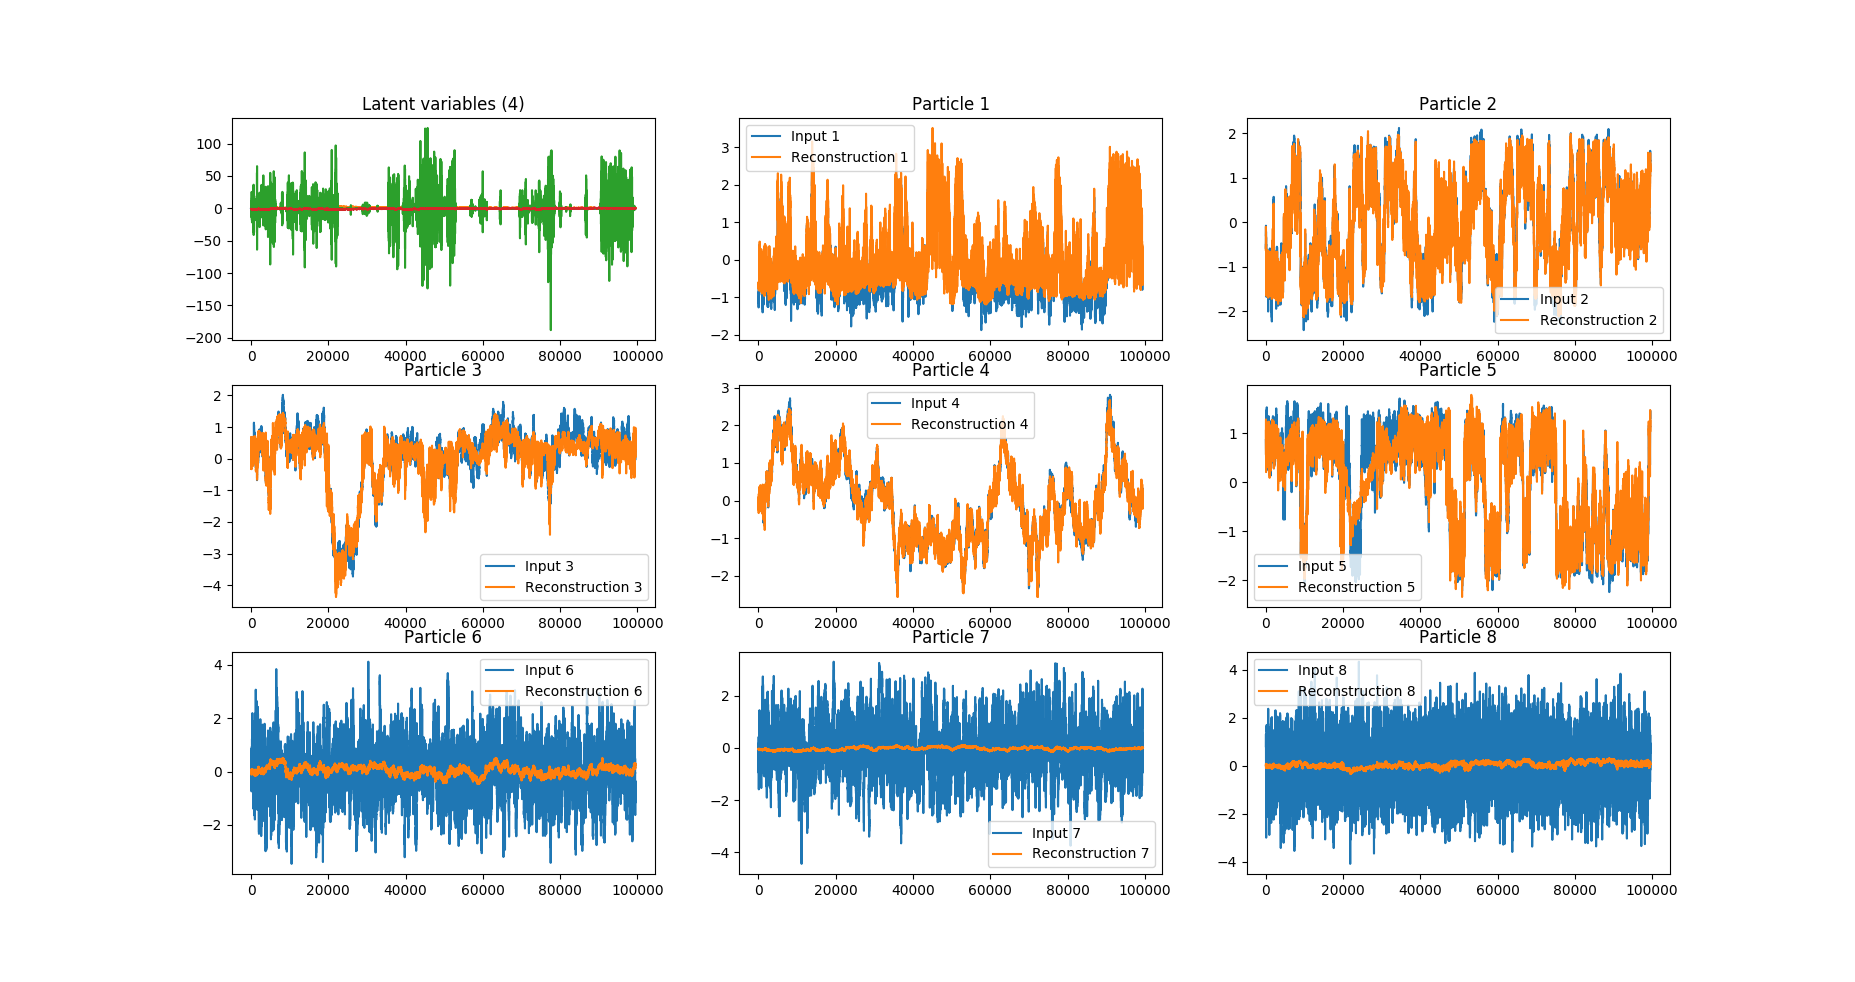 Latent variables (4)
100
50
0
−50
−100
−150
−200
0 20000 40000 60000 80000 100000
Particle 1
Input 1
Reconstruction 1
3
2
1
0
−1
−2
0 20000 40000 60000 80000 100000
Particle 2
2
1
0
−1
−2
Input 2
Reconstruction 2
0 20000 40000 60000 80000 100000
Particle 3
2
1
0
−1
−2
−3
−4
Input 3
Reconstruction 3
0 20000 40000 60000 80000 100000
Particle 4
Input 4
Reconstruction 4
3
2
1
0
−1
−2
0 20000 40000 60000 80000 100000
Particle 5
1
0
−1
−2
Input 5
Reconstruction 5
0 20000 40000 60000 80000 100000
Particle 6
Input 6
Reconstruction 6
4
2
0
−2
0 20000 40000 60000 80000 100000
Particle 7
2
0
−2
−4
Input 7
Reconstruction 7
0 20000 40000 60000 80000 100000
Particle 8
Input 8
Reconstruction 8
4
2
0
−2
−4
0 20000 40000 60000 80000 100000